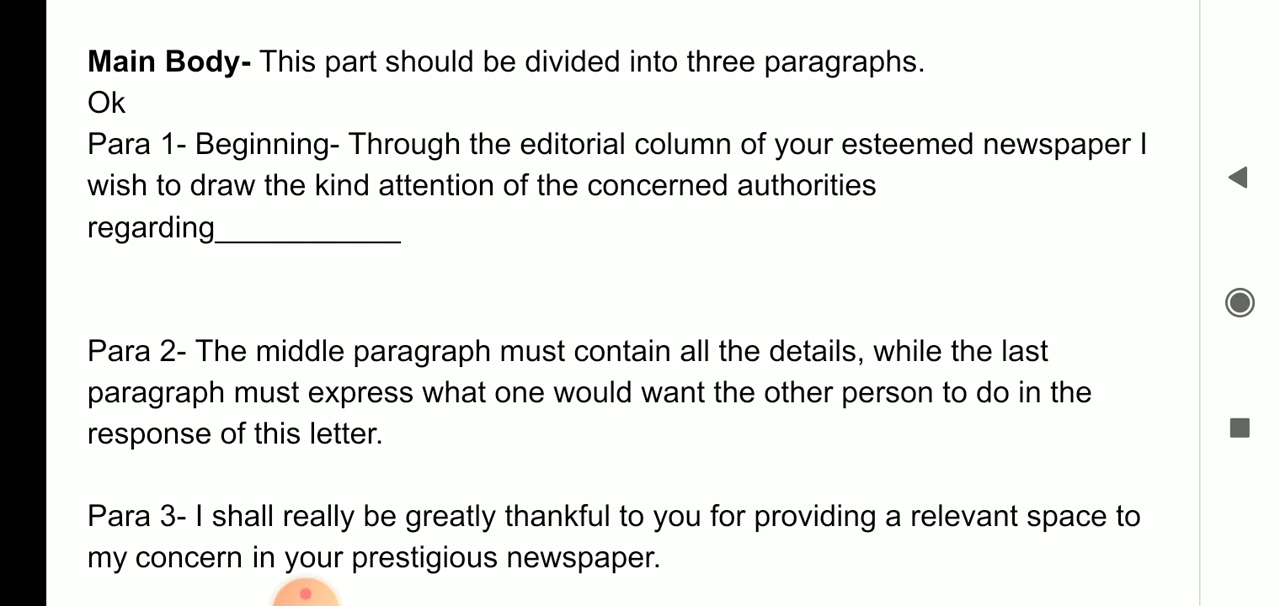 Main Body- This part should be divided into three paragraphs.
Ok
Para 1- Beginning- Through the editorial column of your esteemed newspaper I
wish to draw the kind attention of the concerned authorities
regarding___________
Para 2- The middle paragraph must contain all the details, while the last
paragraph must express what one would want the other person to do in the
response of this letter.
Para 3- I shall really be greatly thankful to you for providing a relevant space to
my concern in your prestigious newspaper.